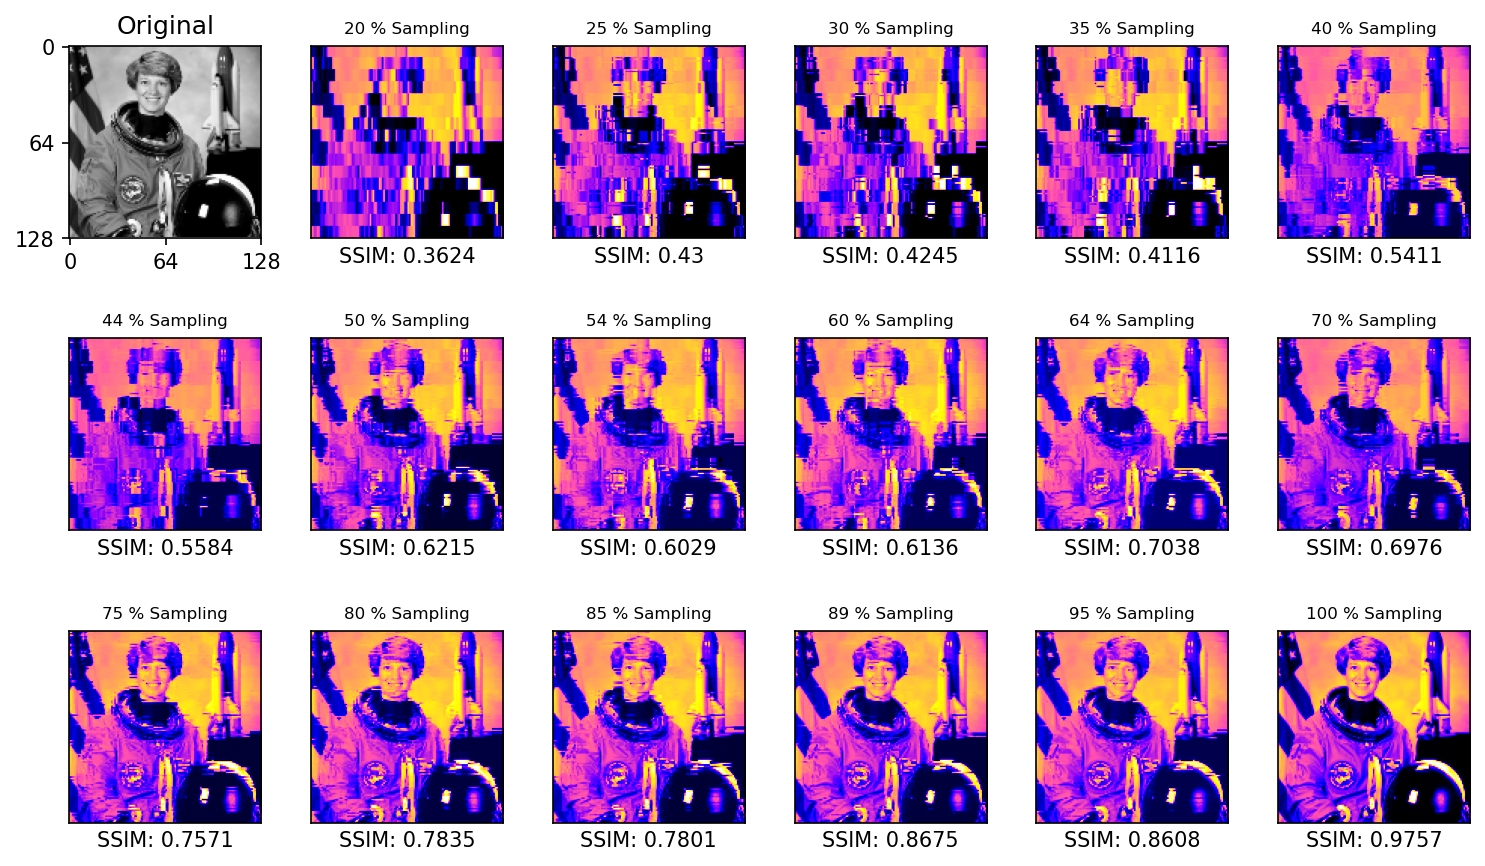 Original
20 % Sampling
25 % Sampling
30 % Sampling
35 % Sampling
40 % Sampling
0
64
128
0
64
128
SSIM: 0.3624
SSIM: 0.43
SSIM: 0.4245
SSIM: 0.4116
SSIM: 0.5411
44 % Sampling
50 % Sampling
54 % Sampling
60 % Sampling
64 % Sampling
70 % Sampling
SSIM: 0.5584
SSIM: 0.6215
SSIM: 0.6029
SSIM: 0.6136
SSIM: 0.7038
SSIM: 0.6976
75 % Sampling
80 % Sampling
85 % Sampling
89 % Sampling
95 % Sampling
100 % Sampling
SSIM: 0.7571
SSIM: 0.7835
SSIM: 0.7801
SSIM: 0.8675
SSIM: 0.8608
SSIM: 0.9757